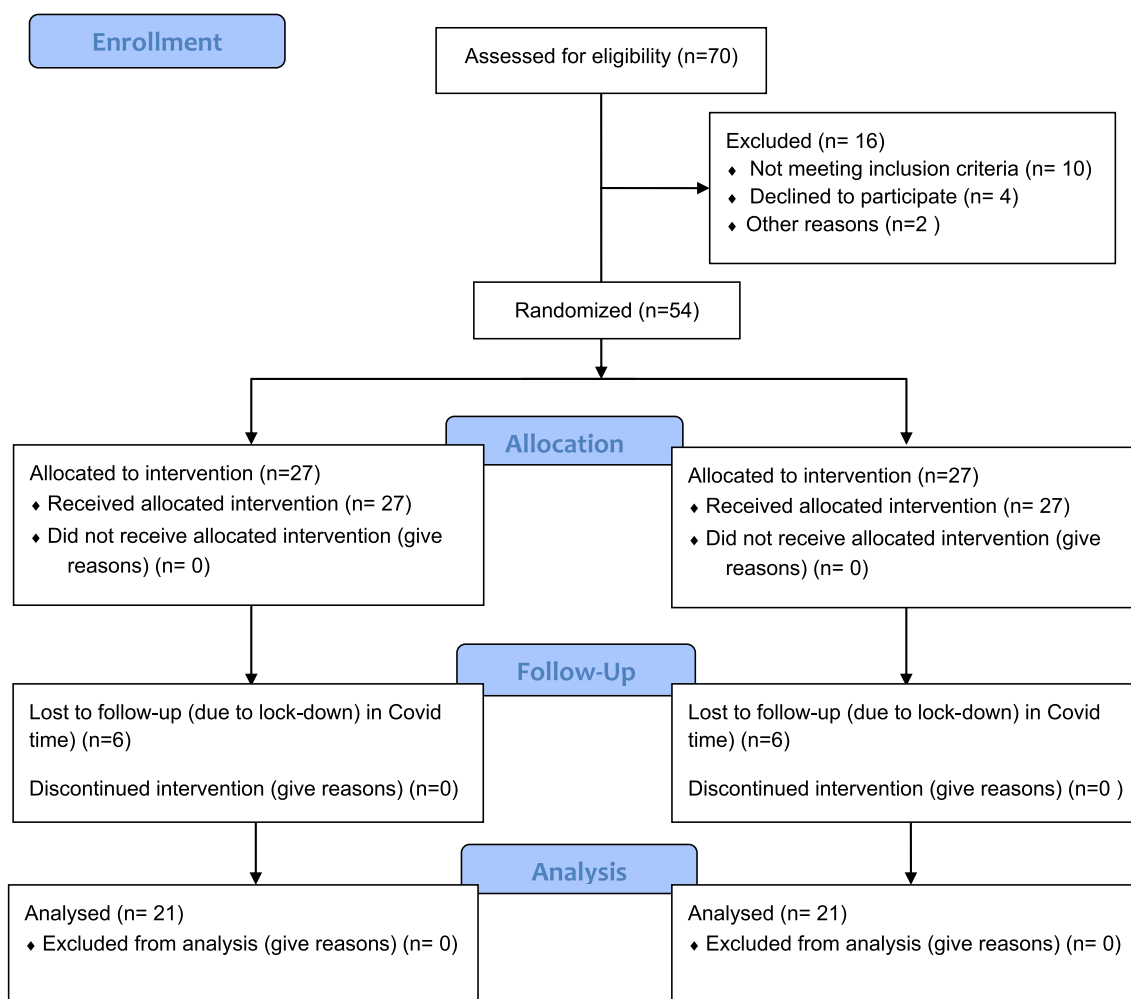 Enrollment
Assessed for eligibility (n=70)
Excluded (n= 16)
♦ Not meeting inclusion criteria (n= 10)
♦ Declined to participate (n= 4)
♦ Other reasons (n=2 )
Randomized (n=54)
Allocation
Allocated to intervention (n=27)
♦ Received allocated intervention (n= 27)
♦ Did not receive allocated intervention (give
reasons) (n= 0)
Allocated to intervention (n=27)
♦ Received allocated intervention (n= 27)
♦ Did not receive allocated intervention (give
reasons) (n= 0)
Follow-Up
Lost to follow-up (due to lock-down) in Covid
time) (n=6)
Discontinued intervention (give reasons) (n=0)
Lost to follow-up (due to lock-down) in Covid
time) (n=6)
Discontinued intervention (give reasons) (n=0 )
Analysis
Analysed (n= 21)
♦ Excluded from analysis (give reasons) (n= 0)
Analysed (n= 21)
♦ Excluded from analysis (give reasons) (n= 0)